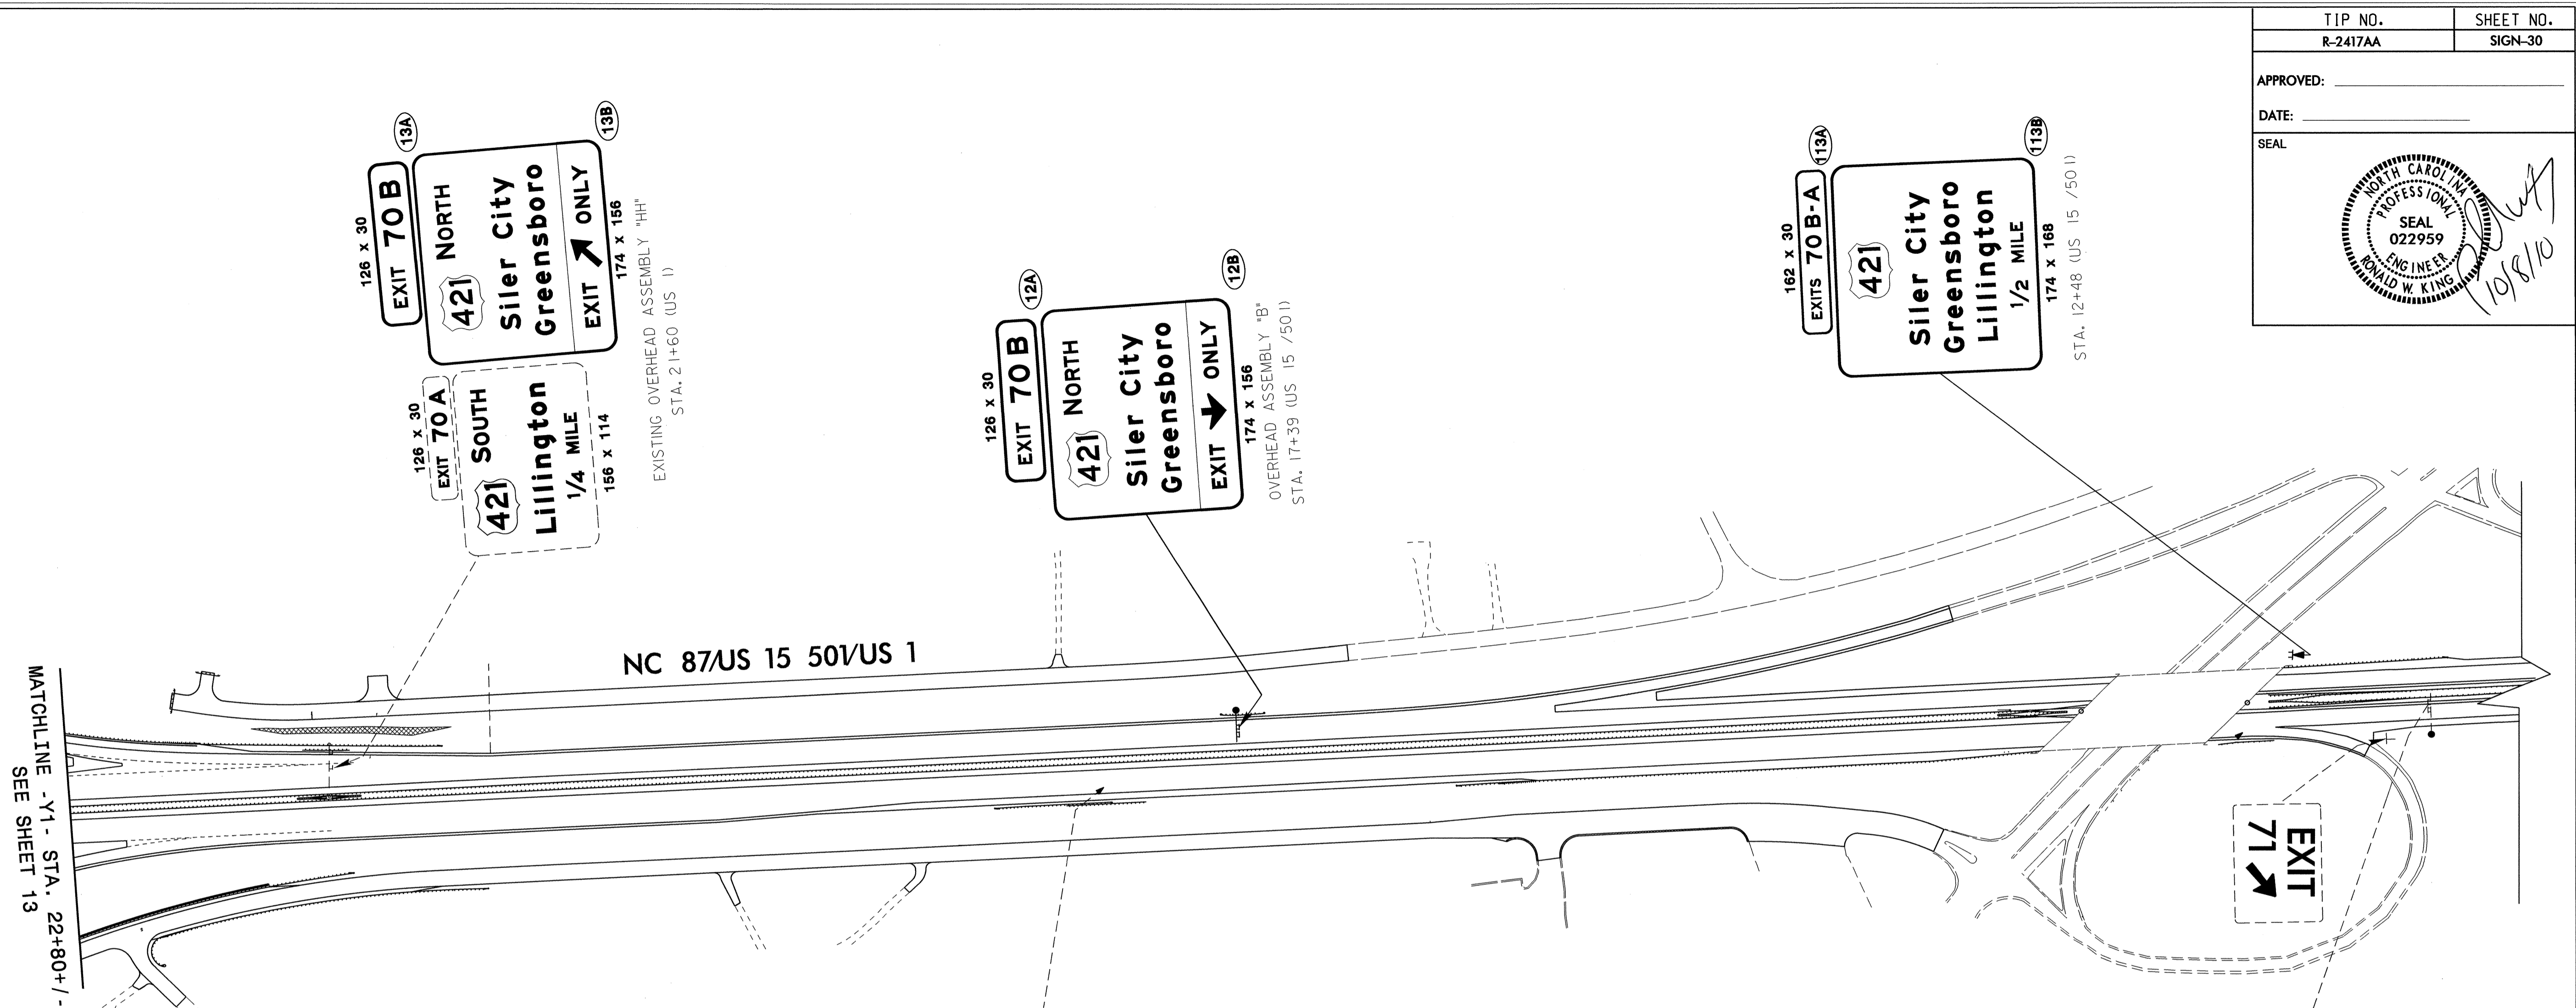 TIP NO.
SHEET NO.
R-2417AA
SIGN-30
APPROVED:
DATE:
SEAL
NORTH CAROLINA
PROFESSIONAL
SEAL
022959
ENGINEER
RONALD W. KING
10/8/10
13A
126 x 30
EXIT 70 B
13B
421 NORTH
Siler City
Greensboro
EXIT ONLY
174 x 156
126 x 30
EXIT 70 A
421 SOUTH
Lillington
1/4 MILE
156 x 114
EXISTING OVERHEAD ASSEMBLY "HH"
STA. 21+60 (US 1)
12A
126 x 30
EXIT 70 B
12B
421 NORTH
Siler City
Greensboro
EXIT ONLY
174 x 156
OVERHEAD ASSEMBLY "B"
STA. 17+39 (US 15 /501)
113A
162 x 30
EXITS 70 B-A
113B
421
Siler City
Greensboro
Lillington
1/2 MILE
174 x 168
STA. 12+48 (US 15 /501)
NC 87/US 15 501/US 1
EXIT
71
MATCHLINE -Y1- STA. 22+80+/-
SEE SHEET 13